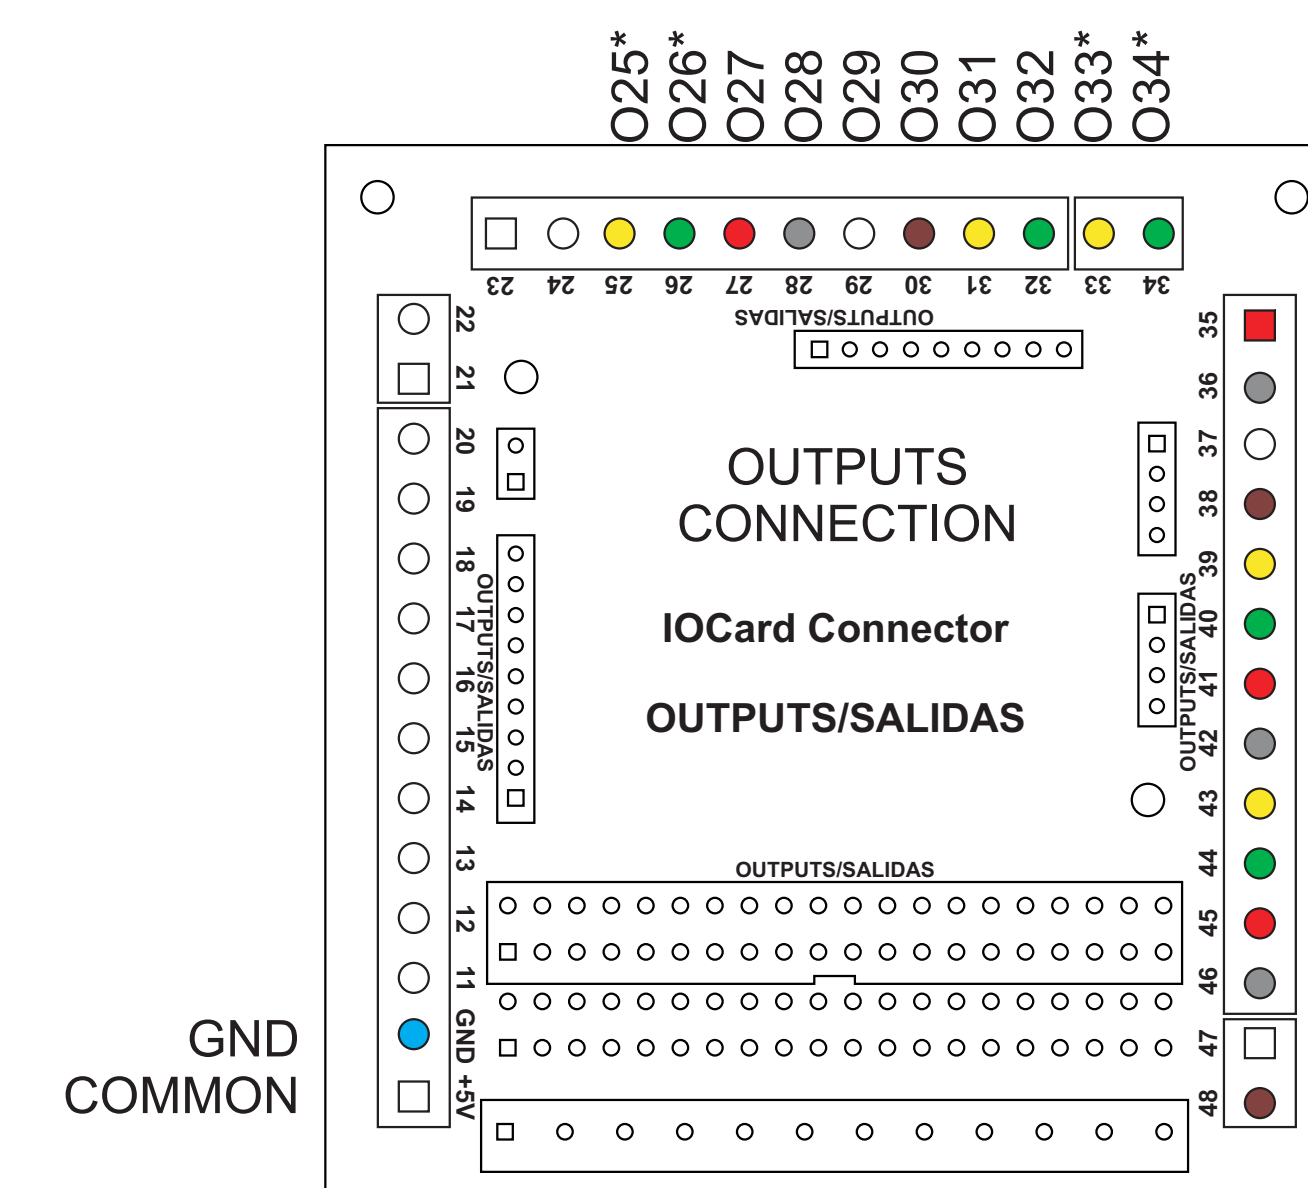 O25*
O26*
O27
O28
O29
O30
O31
O32
O33*
O34*
23
24
25
26
27
28
29
30
31
32
33
34
OUTPUTS/SALIDAS
22
21
20
19
18
17
16
15
14
13
12
11
GND
+5V
OUTPUTS/SALIDAS
OUTPUTS
CONNECTION
IOCard Connector
OUTPUTS/SALIDAS
35
36
37
38
39
40
41
42
43
44
45
46
47
48
OUTPUTS/SALIDAS
OUTPUTS/SALIDAS
GND
COMMON